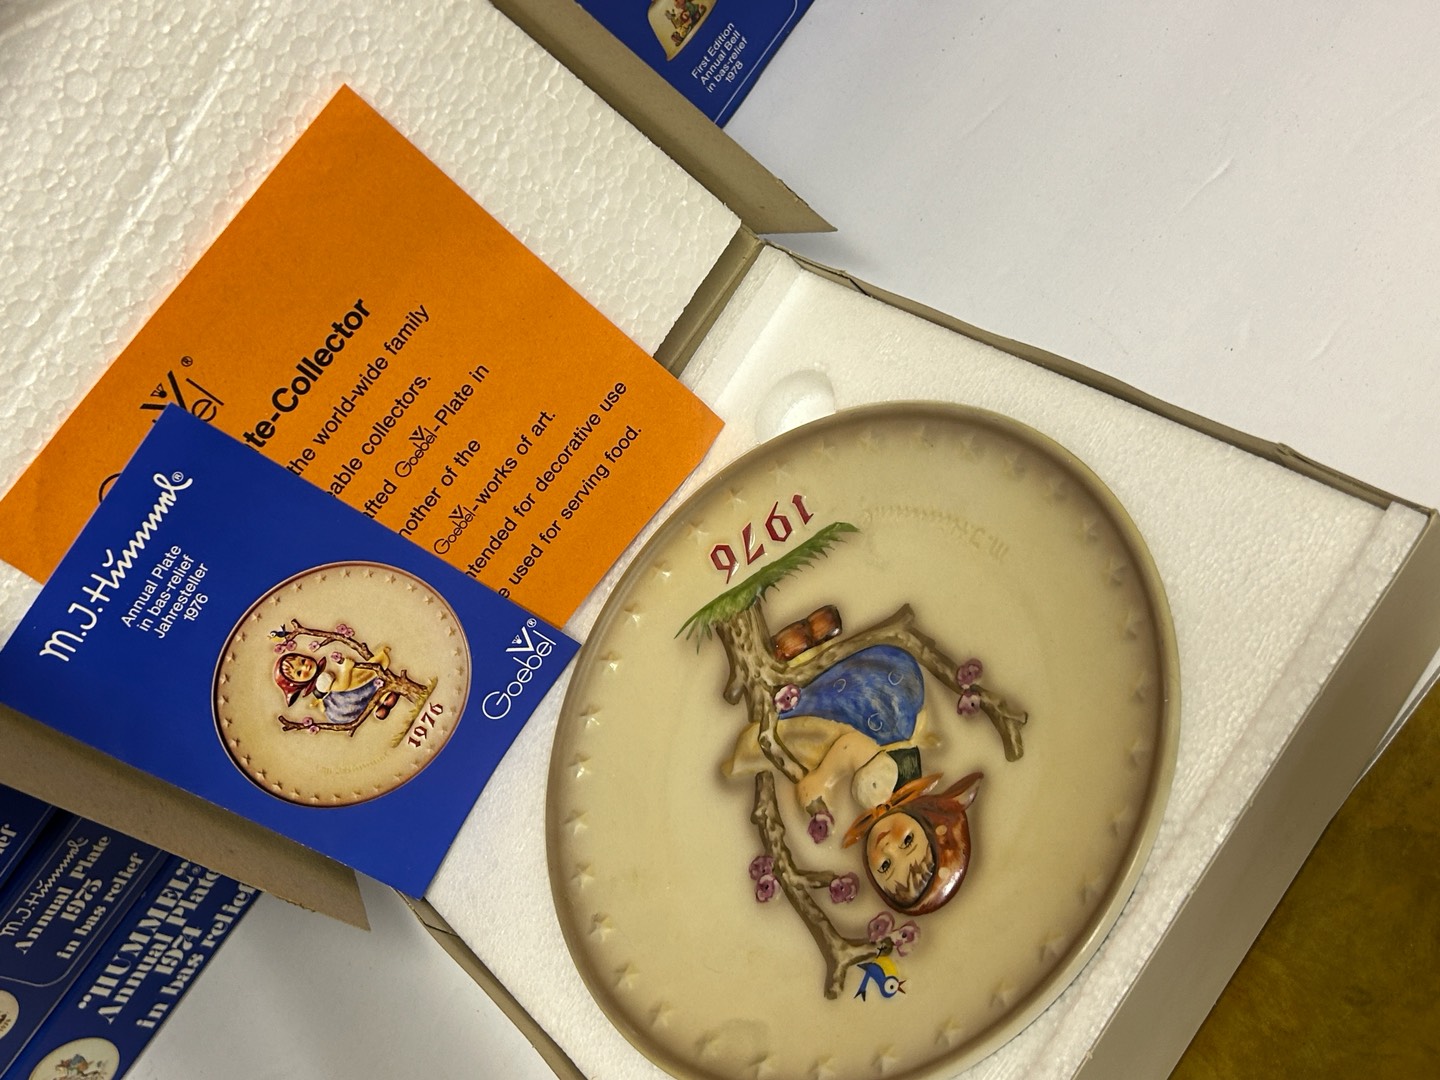 First Edition
Annual Bell
in bas-relief
1978
te-Collector
the world-wide family
able collectors.
fted Goebel-Plate in
nother of the
Goebel-works of art.
ntended for decorative use
e used for serving food.
M.J.Hummel®
Annual Plate
in bas-relief
Jahresteller
1976
1976
Goebel®
1976
M.J.Hummel
M.J.Hummel
Annual Plate
1975
in bas relief
"HUMMEL"
Annual Plate
1974
in bas relief